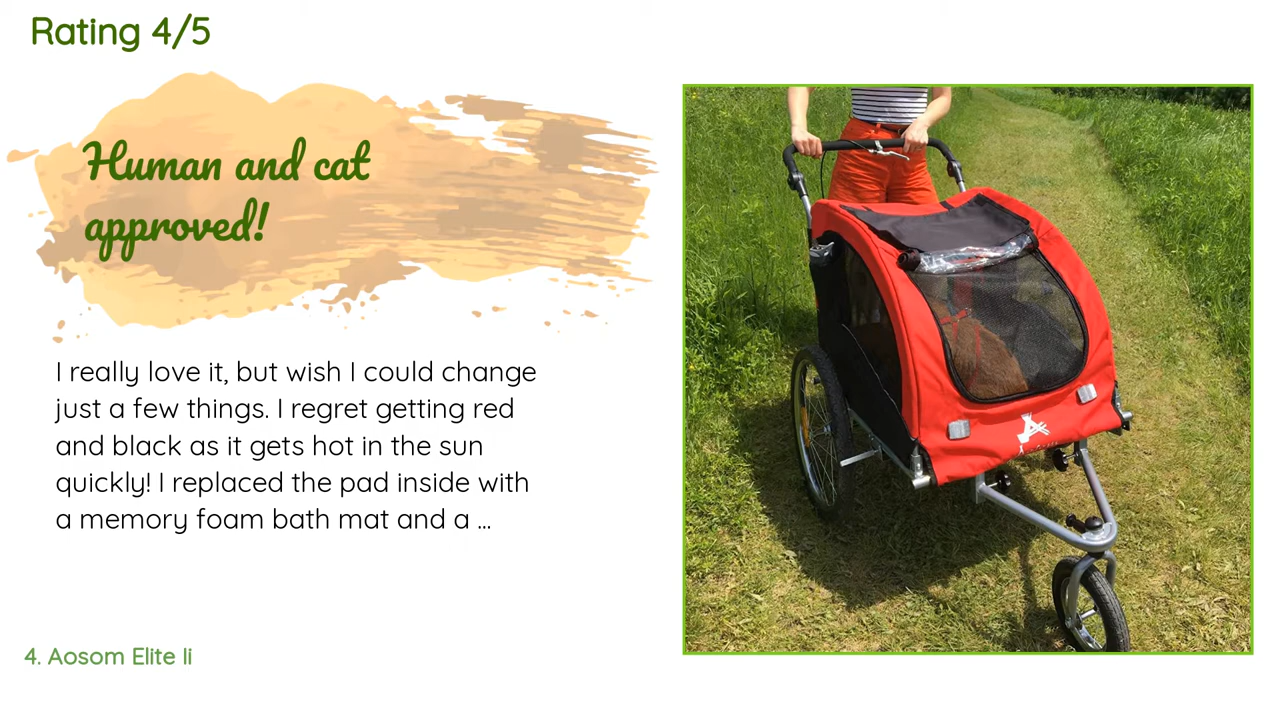 Rating 4/5
Human and cat
approved!
I really love it, but wish I could change
just a few things. I regret getting red
and black as it gets hot in the sun
quickly! I replaced the pad inside with
a memory foam bath mat and a ...
4. Aosom Elite Ii